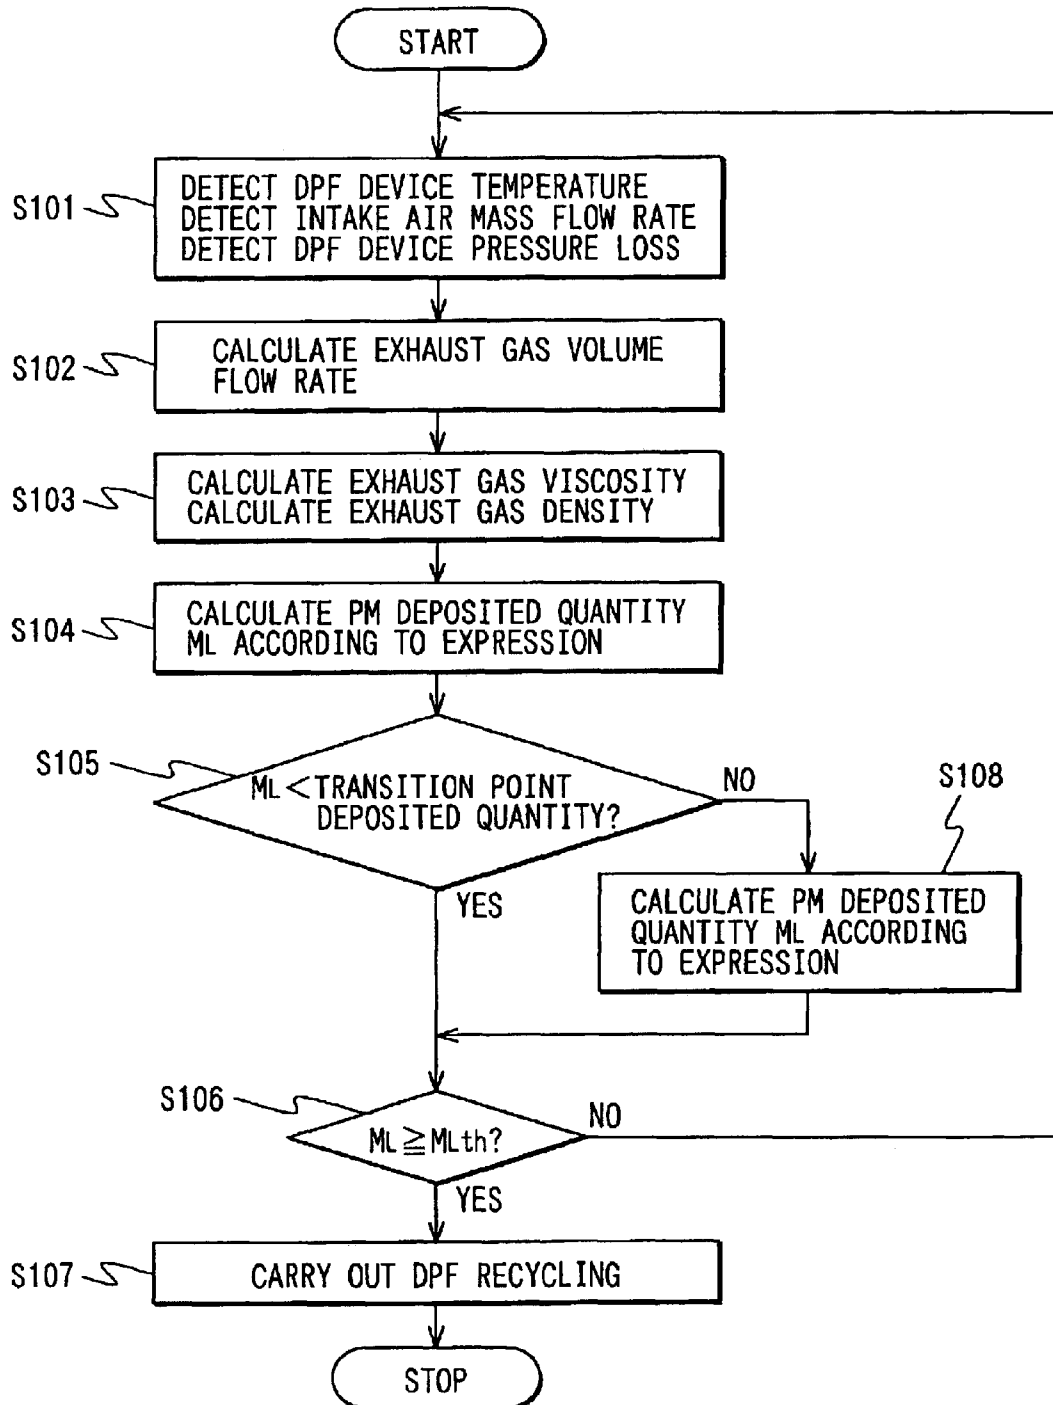 START
S101
DETECT DPF DEVICE TEMPERATURE
DETECT INTAKE AIR MASS FLOW RATE
DETECT DPF DEVICE PRESSURE LOSS
S102
CALCULATE EXHAUST GAS VOLUME
FLOW RATE
S103
CALCULATE EXHAUST GAS VISCOSITY
CALCULATE EXHAUST GAS DENSITY
S104
CALCULATE PM DEPOSITED QUANTITY
ML ACCORDING TO EXPRESSION
S105
ML<TRANSITION POINT
DEPOSITED QUANTITY?
NO
S108
YES
CALCULATE PM DEPOSITED
QUANTITY ML ACCORDING
TO EXPRESSION
S106
ML≧MLth?
NO
YES
S107
CARRY OUT DPF RECYCLING
STOP